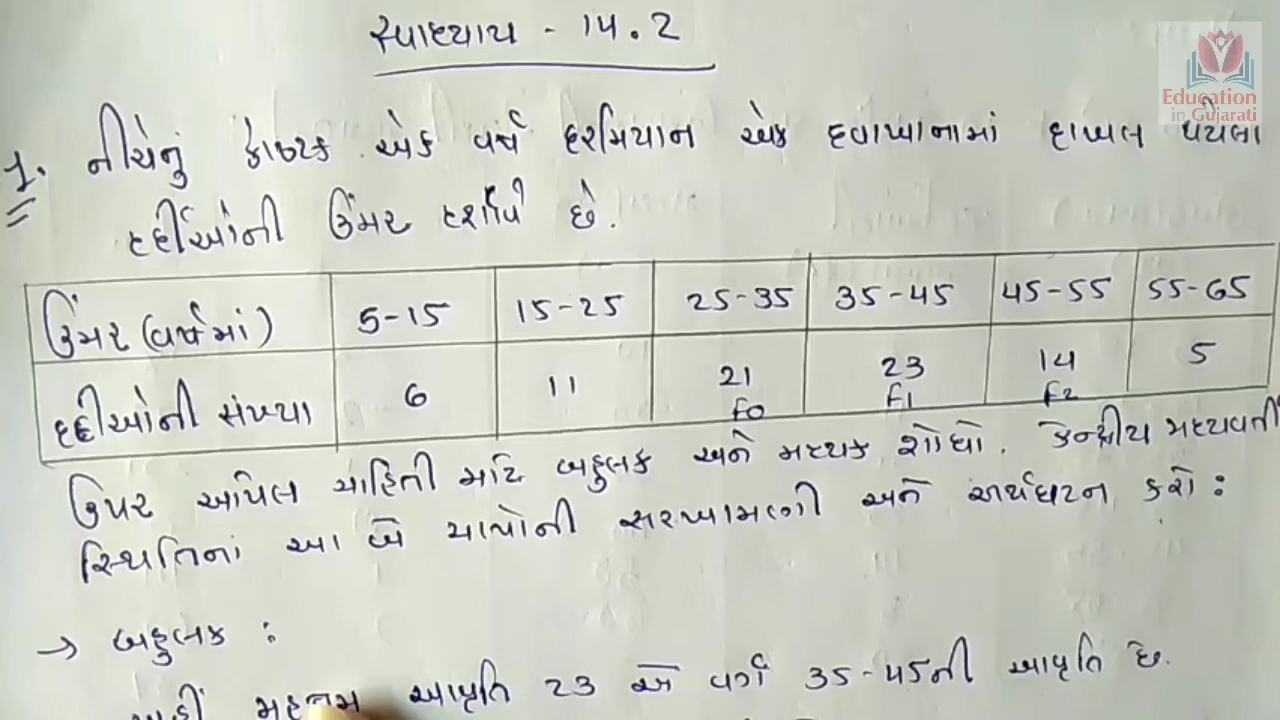 સ્વાધ્યાય - 14.2
Education
in Gujarati
1. નીચેનું કોષ્ટક એક વર્ષ દરમિયાન એક દવાખાનામાં દાખલ થયેલા
દર્દીઓની ઉંમર દર્શાવે છે.
ઉંમર (વર્ષમાં) 5-15 15-25 25-35 35-45 45-55 55-65
દર્દીઓની સંખ્યા 6 11 21 23 14 5
f0 f1 f2
ઉપર આપેલ માહિતી માટે બહુલક અને મધ્યક શોધો. કેન્દ્રીય મધ્યવર્તી
સ્થિતિનાં આ બે માપોની સરખામણી અને અર્થઘટન કરો :
→ બહુલક :
અહીં મહત્તમ આવૃતિ 23 એ વર્ગ 35-45ની આવૃતિ છે.